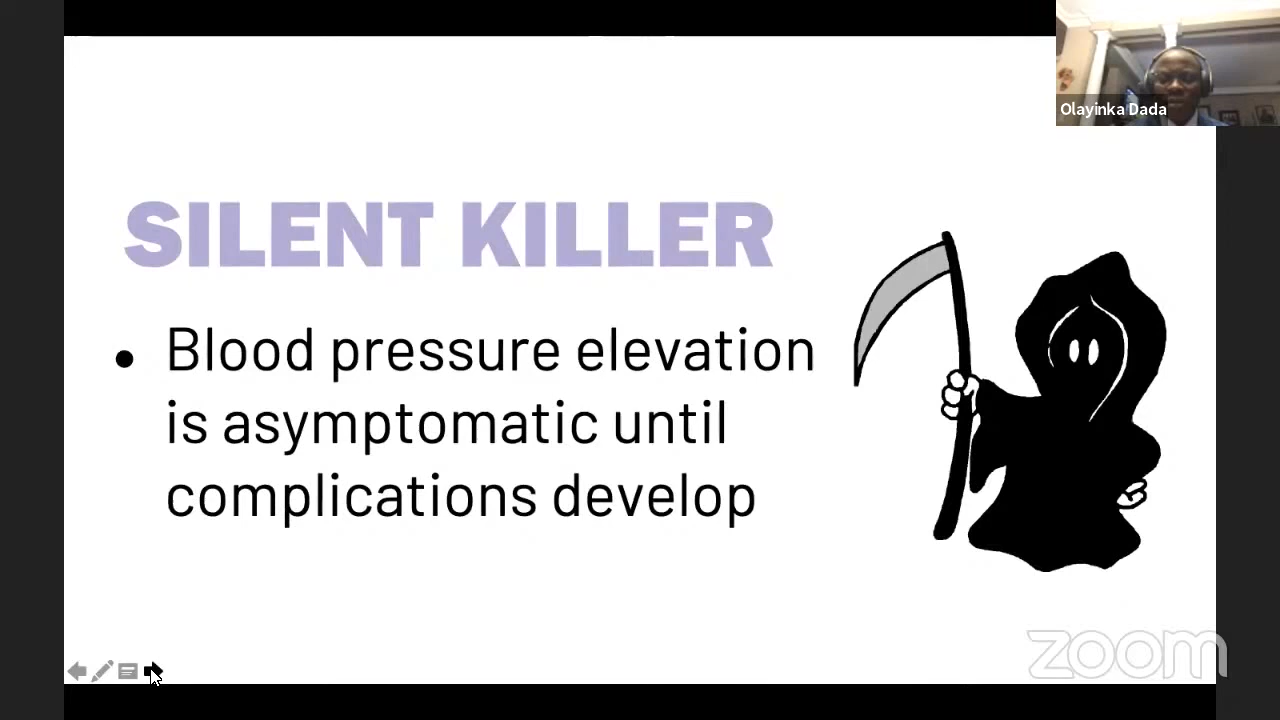 Olayinka Dada
SILENT KILLER
• Blood pressure elevation
is asymptomatic until
complications develop
zoom